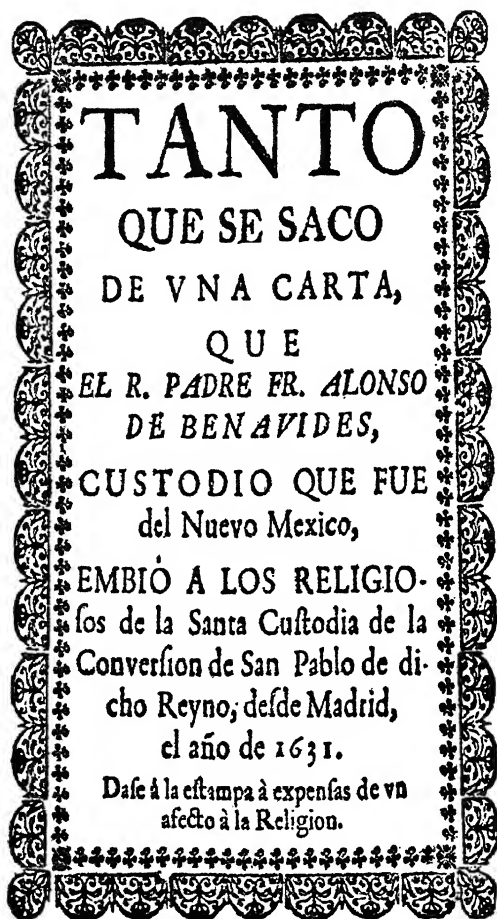 TANTO
QUE SE SACO
DE VNA CARTA,
QUE
EL R. PADRE FR. ALONSO
DE BENAVIDES,
CUSTODIO QUE FUE
del Nuevo Mexico,
EMBIÒ A LOS RELIGIO-
ſos de la Santa Cuſtodia de la
Converſion de San Pablo de di-
cho Reyno, deſde Madrid,
el año de 1631.
Daſe à la eſtampa à expenſas de vn
afecto à la Religion.